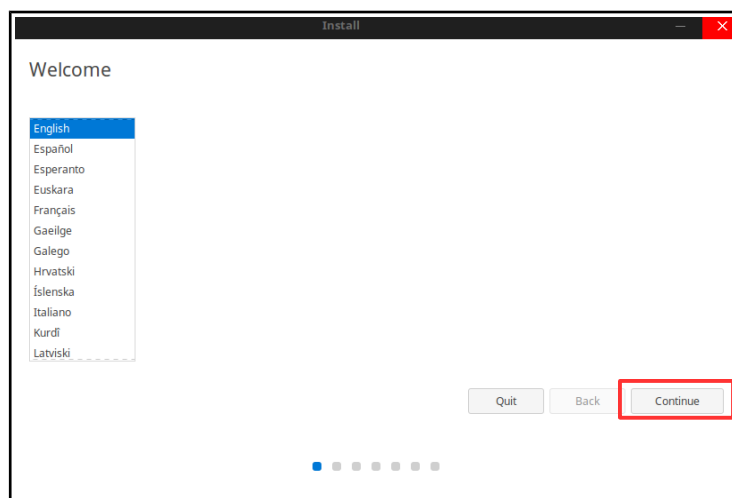 Install
Welcome
English
Español
Esperanto
Euskara
Français
Gaeilge
Galego
Hrvatski
Íslenska
Italiano
Kurdî
Latviski
Quit Back Continue